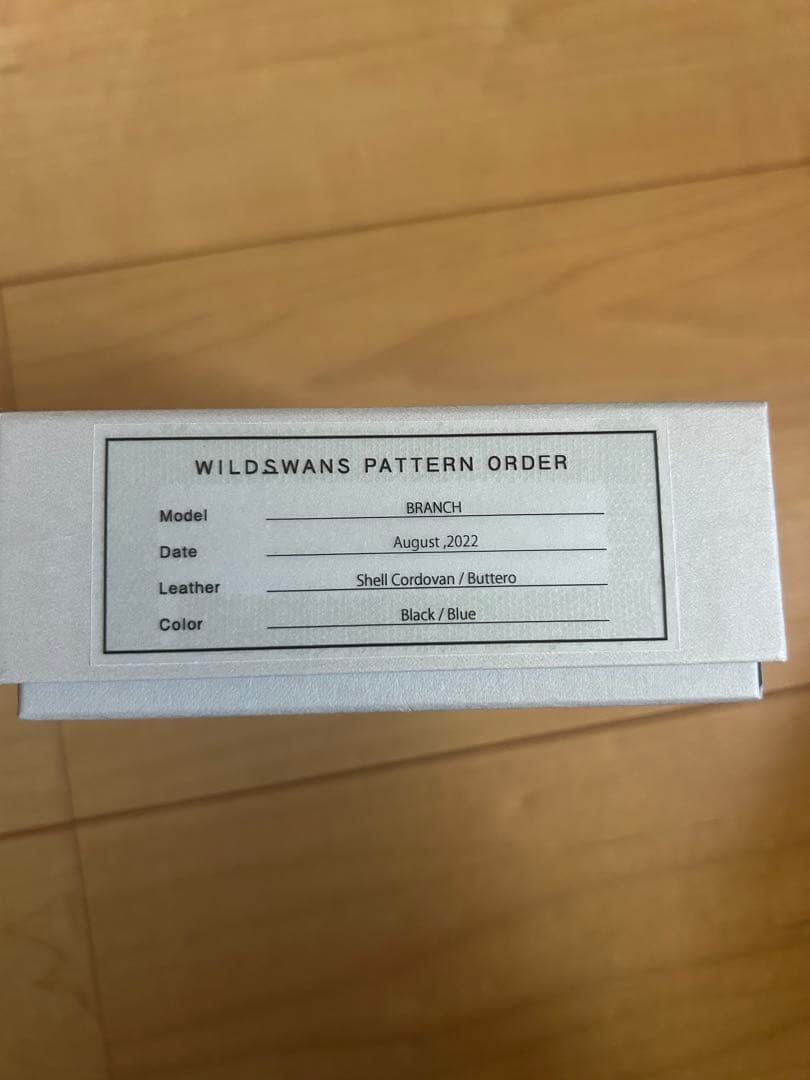 WILDSWANS PATTERN ORDER
Model BRANCH
Date August ,2022
Leather Shell Cordovan / Buttero
Color Black / Blue